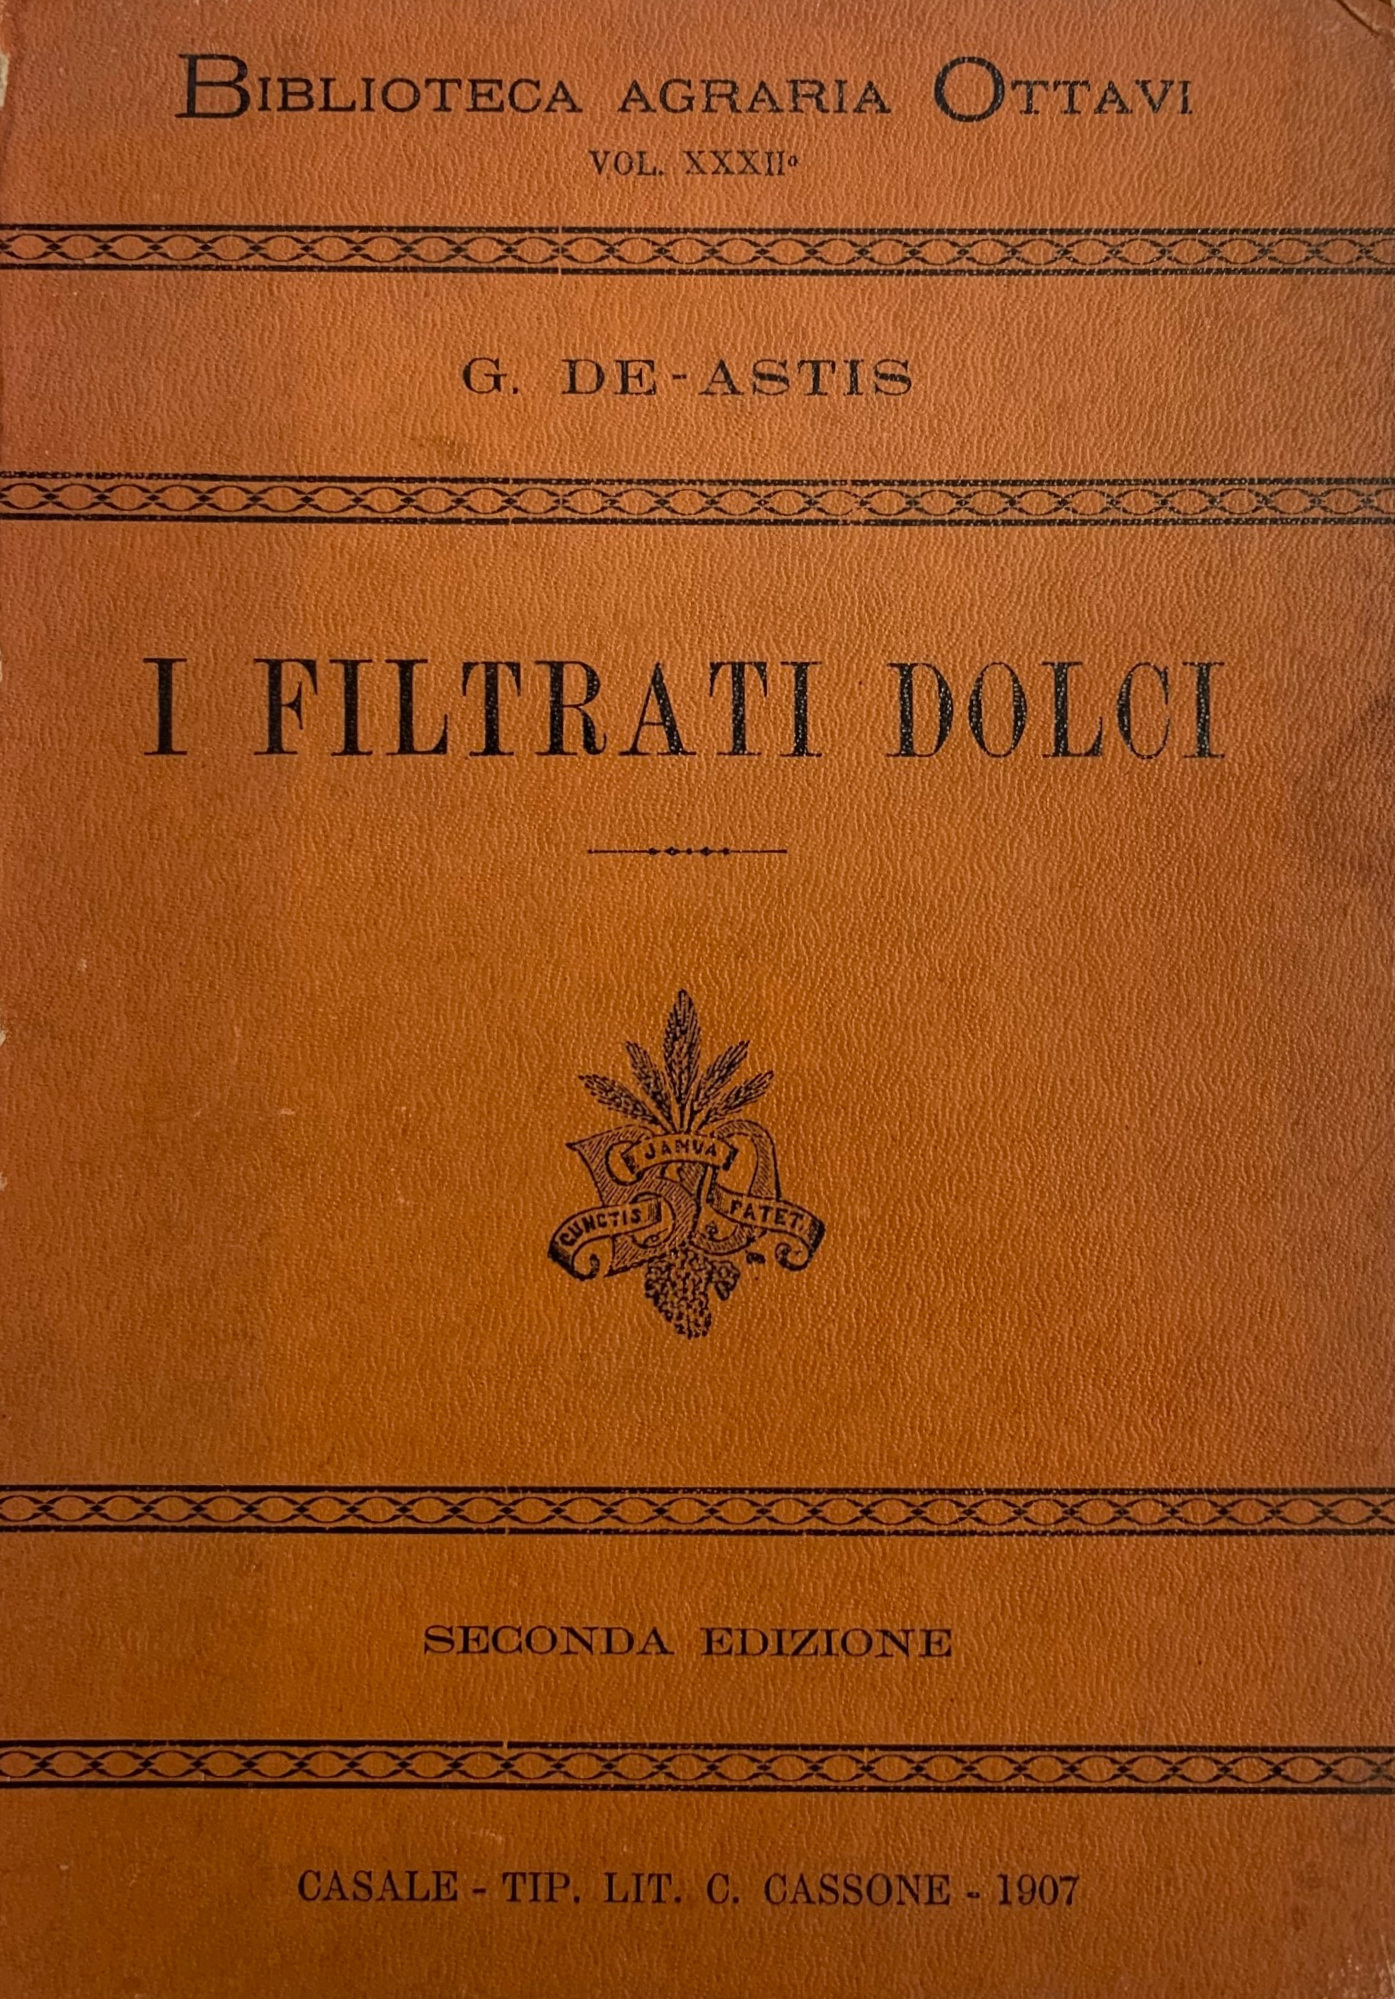 BIBLIOTECA AGRARIA OTTAVI
VOL. XXXIIº
G. DE-ASTIS
I FILTRATI DOLCI
JANUA
CUNCTIS
PATET
SECONDA EDIZIONE
CASALE - TIP. LIT. C. CASSONE - 1907